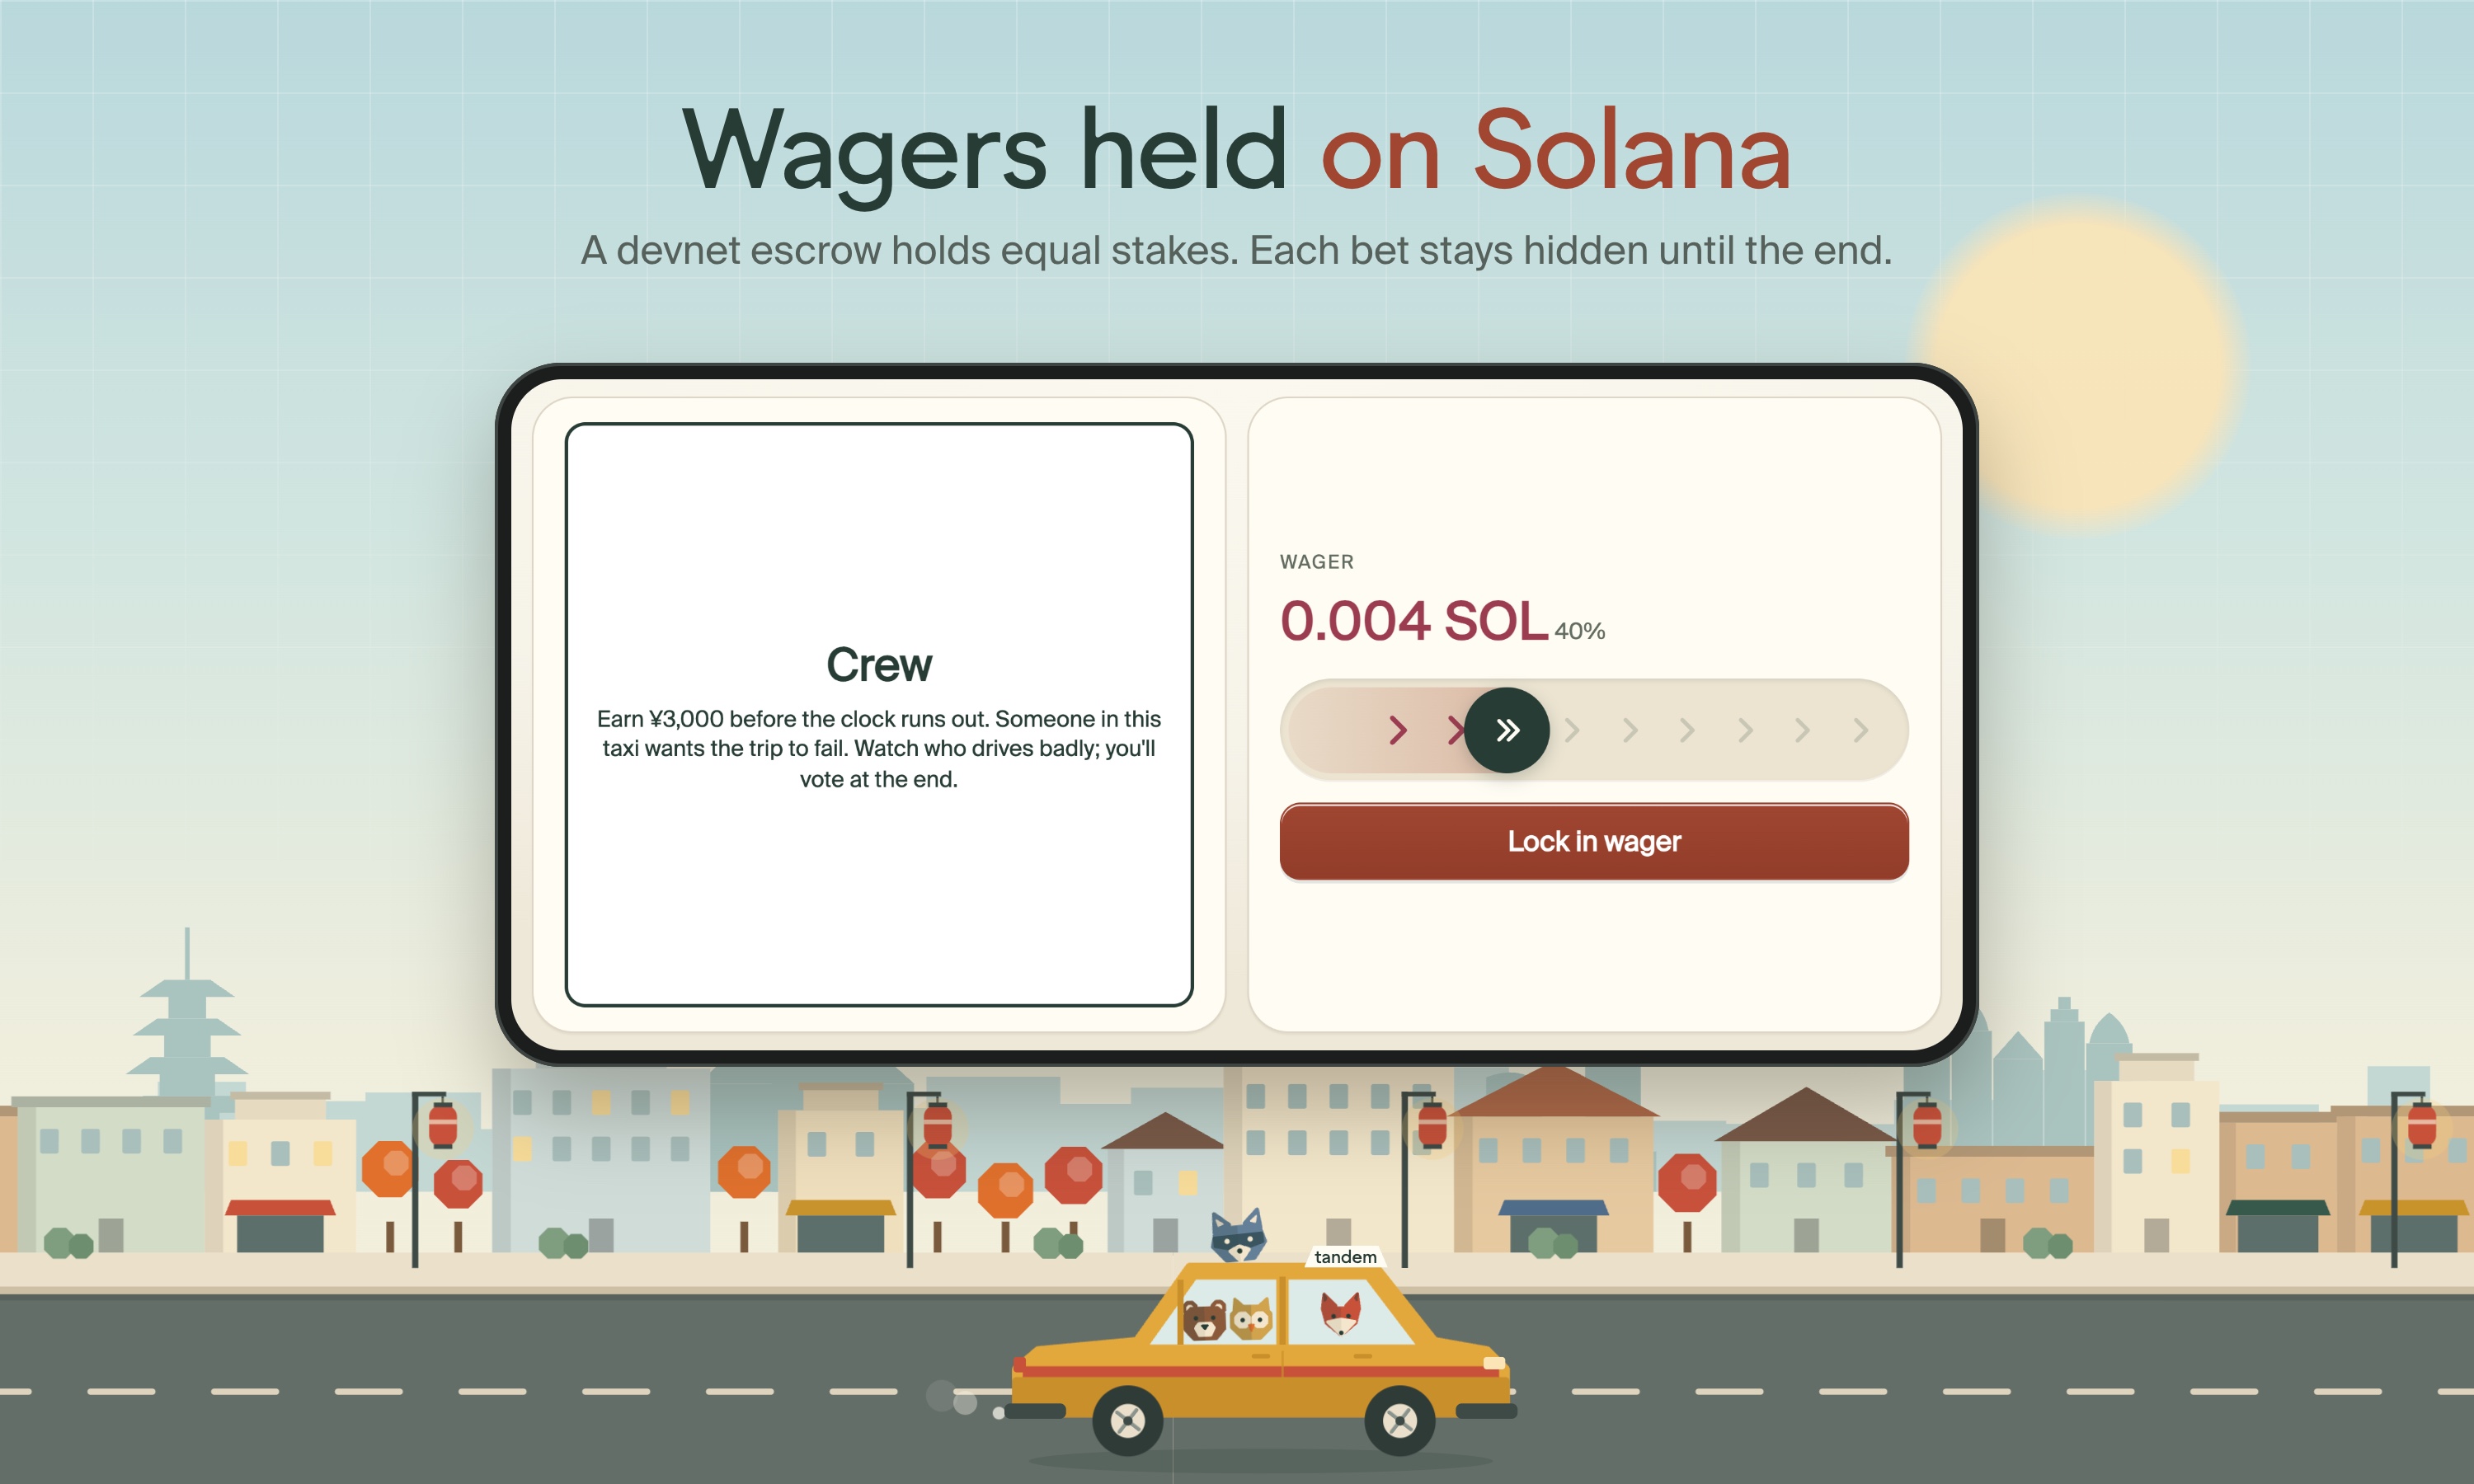 Wagers held on Solana
A devnet escrow holds equal stakes. Each bet stays hidden until the end.
Crew
Earn ¥3,000 before the clock runs out. Someone in this
taxi wants the trip to fail. Watch who drives badly; you'll
vote at the end.
WAGER
0.004 SOL 40%
Lock in wager
tandem